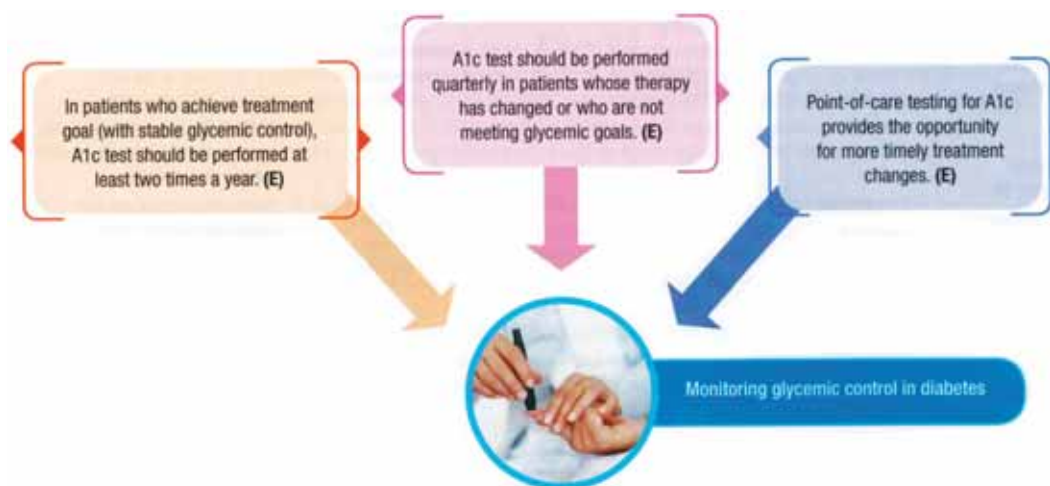 In patients who achieve treatment
goal (with stable glycemic control),
A1c test should be performed at
least two times a year. (E)
A1c test should be performed
quarterly in patients whose therapy
has changed or who are not
meeting glycemic goals. (E)
Point-of-care testing for A1c
provides the opportunity
for more timely treatment
changes. (E)
Monitoring glycemic control in diabetes